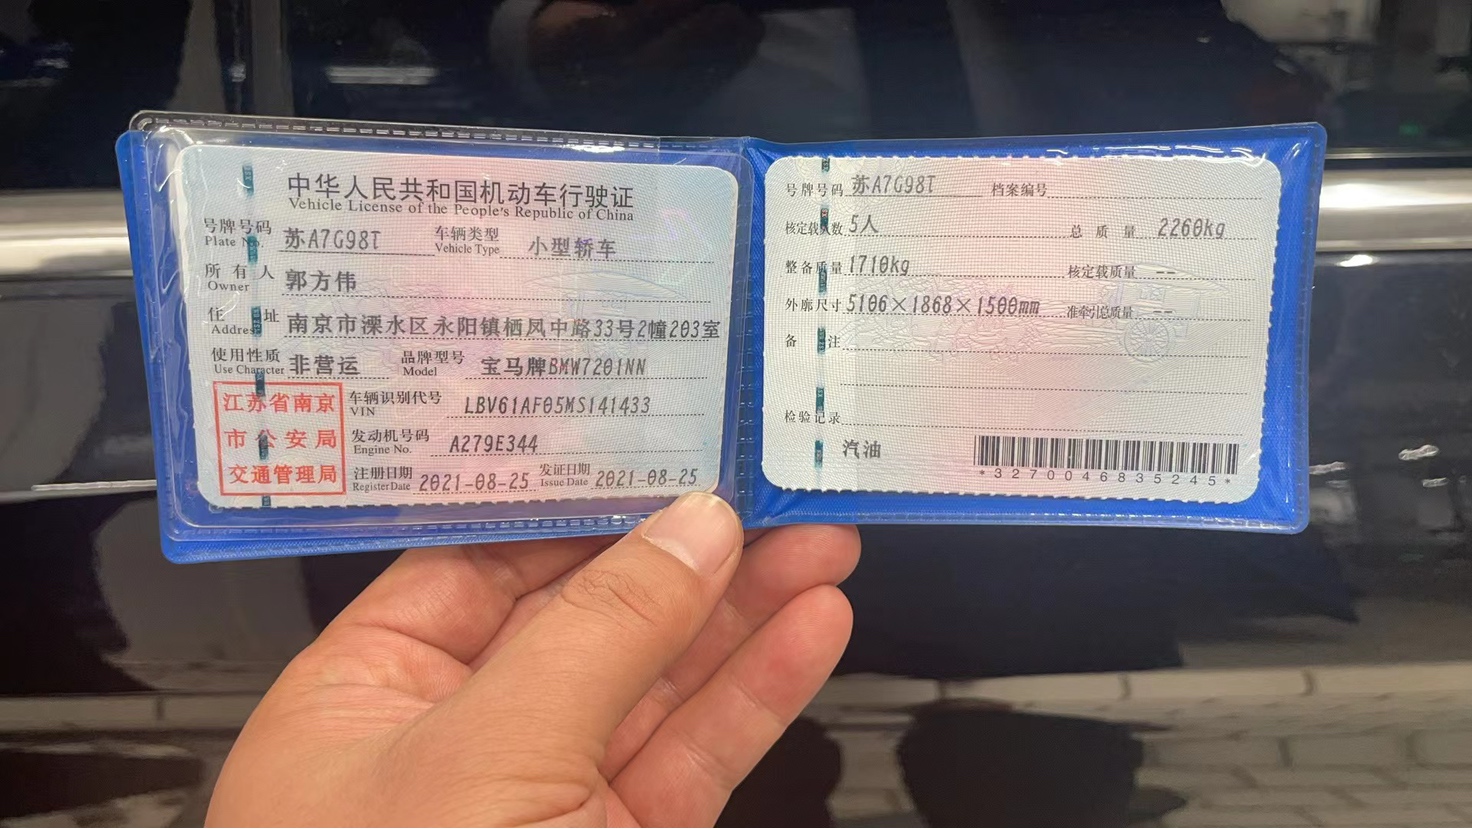 中华人民共和国机动车行驶证
Vehicle License of the People's Republic of China
号牌号码 苏A7G98T 车辆类型 小型轿车
Plate No. Vehicle Type
所有人 郭方伟
Owner
住址 南京市溧水区永阳镇栖凤中路33号2幢203室
Address
使用性质 非营运 品牌型号 宝马牌BMW7201NN
Use Character Model
江苏省南京
市公安局
交通管理局
车辆识别代号 LBV61AF05MS141433
VIN
发动机号码 A279E344
Engine No.
注册日期 2021-08-25 发证日期 2021-08-25
Register Date Issue Date
号牌号码 苏A7G98T 档案编号
核定载人数 5人 总质量 2260kg
整备质量 1710kg 核定载质量 --
外廓尺寸 5106×1868×1500mm 准牵引总质量 --
备注
检验记录
汽油
*3270046835245*